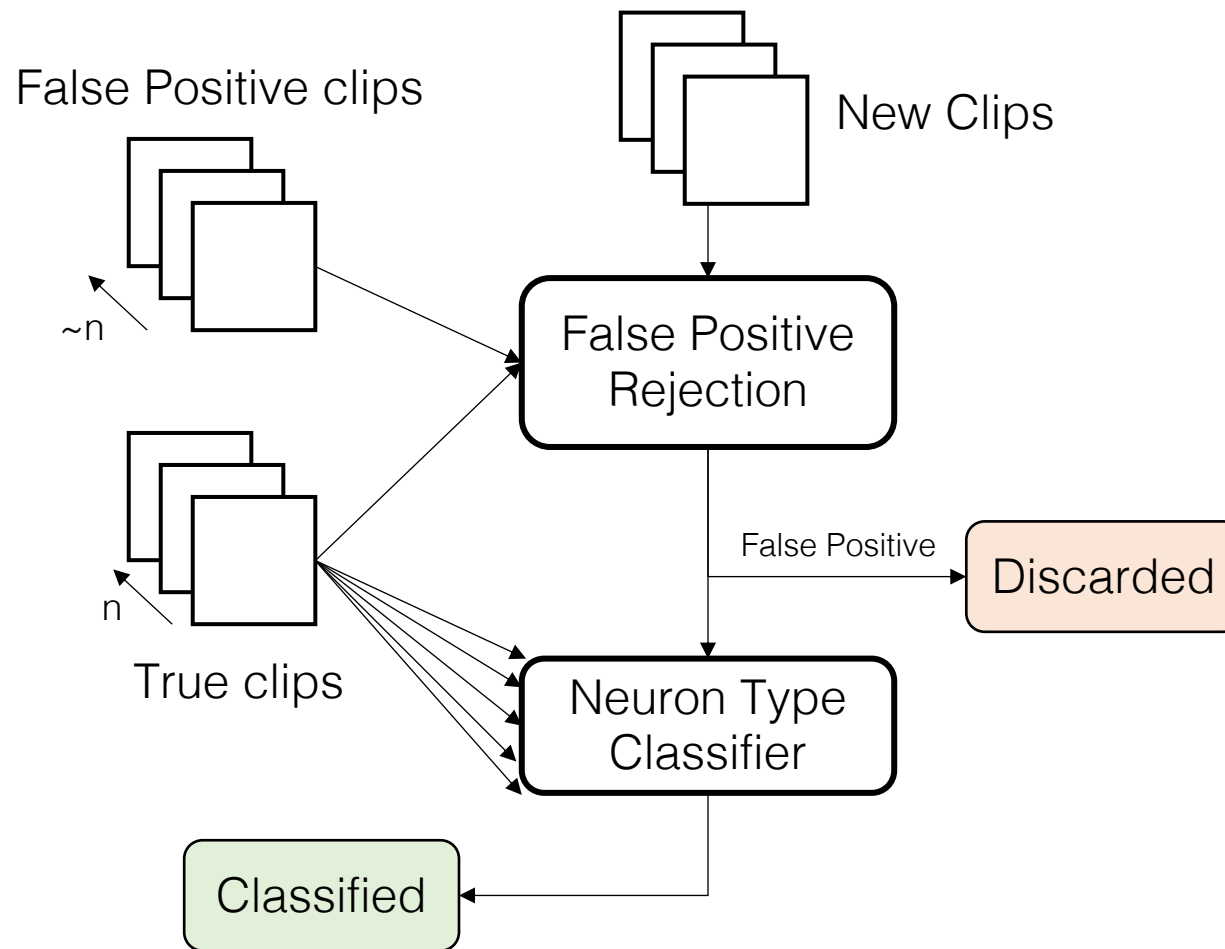 False Positive clips
New Clips
~n
False Positive
Rejection
n
True clips
False Positive
Discarded
Neuron Type
Classifier
Classified